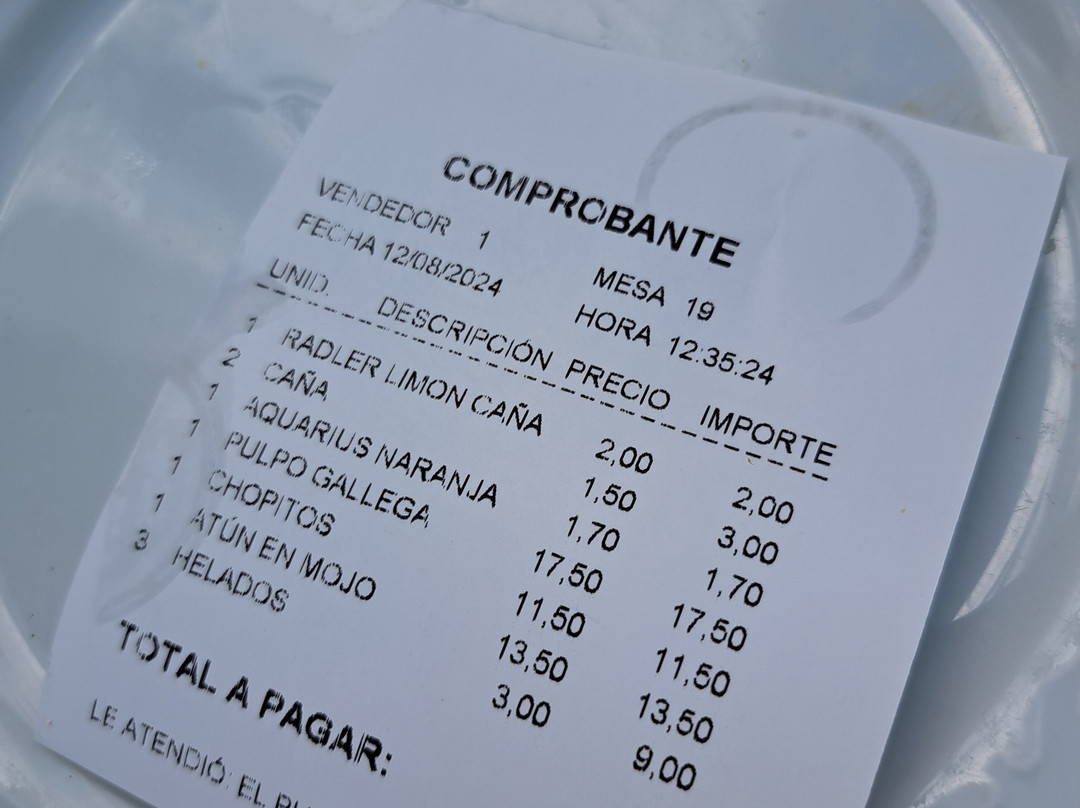 COMPROBANTE
VENDEDOR 1 MESA 19
FECHA 12/08/2024 HORA 12:35:24
UNID. DESCRIPCIÓN PRECIO IMPORTE
1 RADLER LIMON CAÑA 2,00 2,00
2 CAÑA 1,50 3,00
1 AQUARIUS NARANJA 1,70 1,70
1 PULPO GALLEGA 17,50 17,50
1 CHOPITOS 11,50 11,50
1 ATÚN EN MOJO 13,50 13,50
3 HELADOS 3,00 9,00
TOTAL A PAGAR:
LE ATENDIÓ: EL